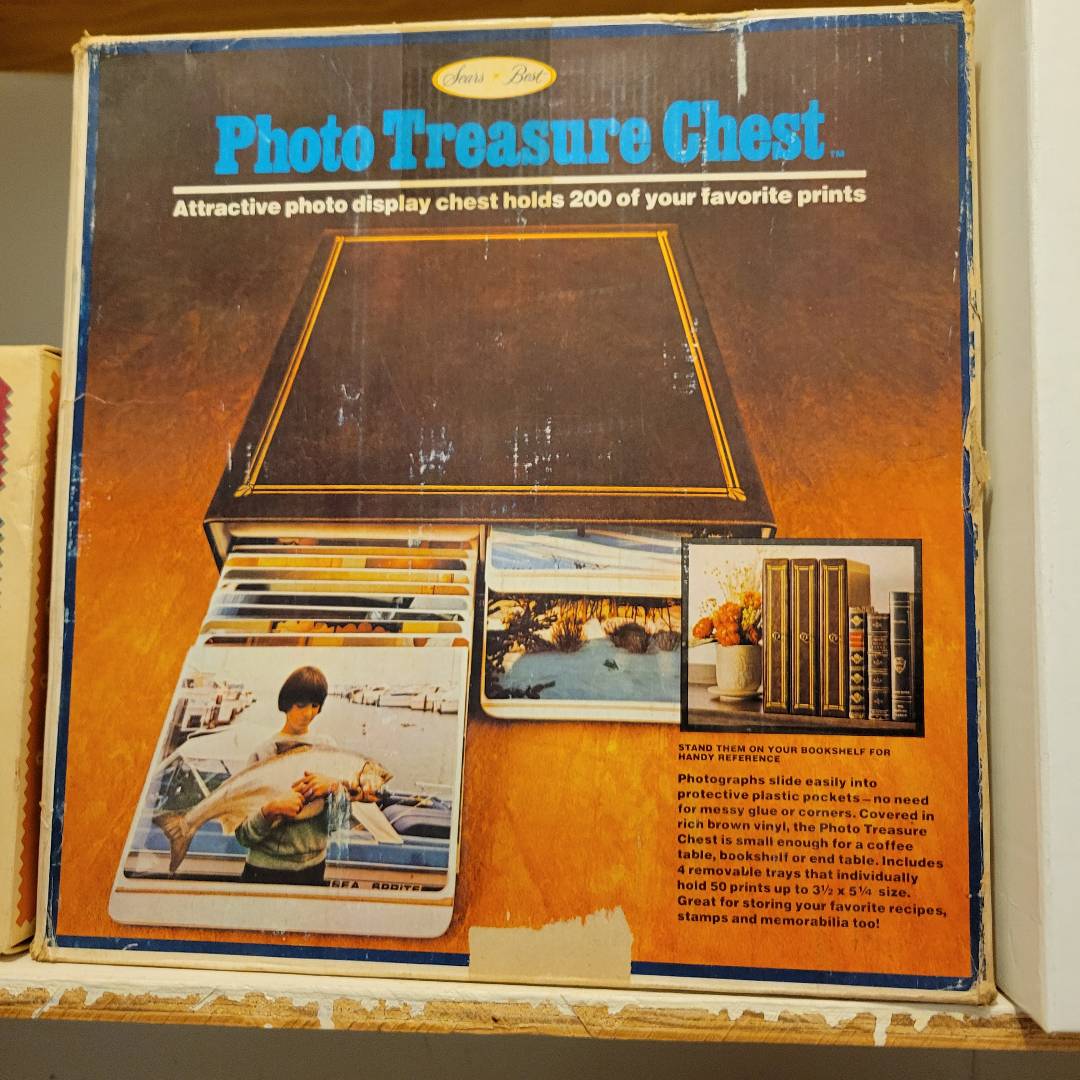 Sears Best
Photo Treasure Chest™
Attractive photo display chest holds 200 of your favorite prints
SEA SPRITE
STAND THEM ON YOUR BOOKSHELF FOR
HANDY REFERENCE
Photographs slide easily into
protective plastic pockets – no need
for messy glue or corners. Covered in
rich brown vinyl, the Photo Treasure
Chest is small enough for a coffee
table, bookshelf or end table. Includes
4 removable trays that individually
hold 50 prints up to 3½ x 5¼ size.
Great for storing your favorite recipes,
stamps and memorabilia too!